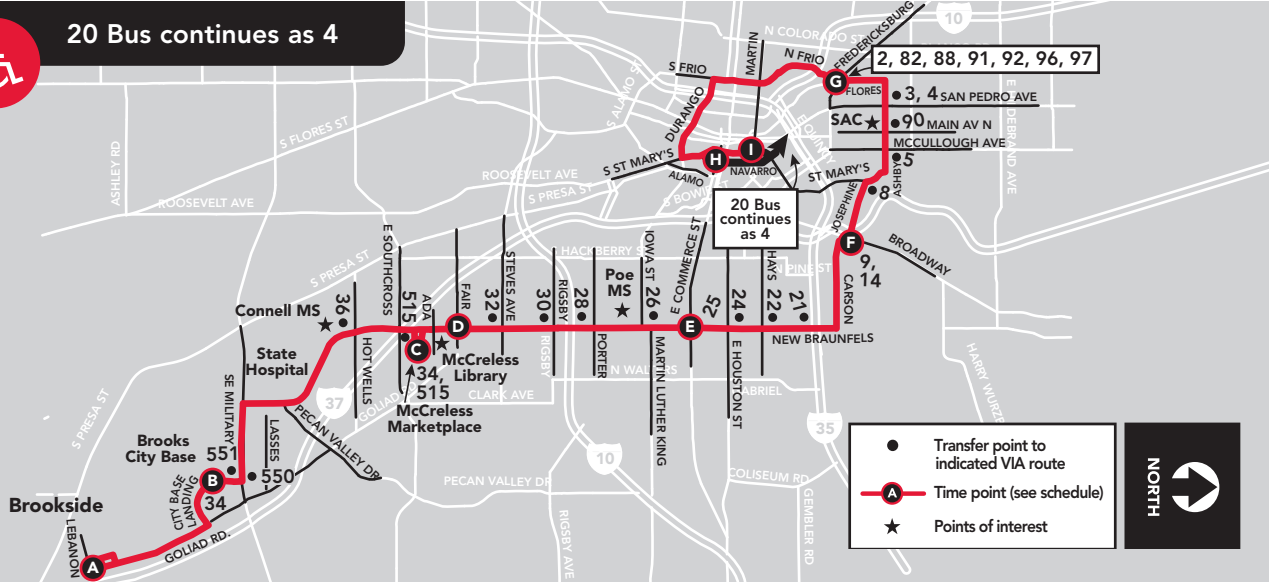 20 Bus continues as 4
10
N COLORADO ST
FREDERICKSBURG
MARTIN
N FRIO
S FRIO
2, 82, 88, 91, 92, 96, 97
G
FLORES
3, 4 SAN PEDRO AVE
S ALAMO ST
DURANGO
SAC
90 MAIN AV N
E QUINCY
MCCULLOUGH AVE
S FLORES ST
ASHLEY RD
H
I
5
S ST MARY'S
ALAMO
NAVARRO
ST MARY'S
ASHBY
ROOSEVELT AVE
S PRESA ST
S BOWIE ST
8
JOSEPHINE
ROOSEVELT AVE
20 Bus
continues
as 4
E SOUTHCROSS
HACKBERRY ST
IOWA ST
E COMMERCE ST
F
BROADWAY
9,
14
N PINE ST
HAYS
STEVES AVE
S PRESA ST
Connell MS
36
515
ADA
FAIR
32
30
RIGSBY
28
Poe
MS
26
25
24
22
21
CARSON
D
E
NEW BRAUNFELS
C
State
Hospital
HOT WELLS
McCreless
Library
RIGSBY
PORTER
MARTIN LUTHER KING
E HOUSTON ST
N WALTERS
GABRIEL
34,
515
McCreless
Marketplace
CLARK AVE
GOLIAD RD
37
S PRESA ST
SE MILITARY
LASSES
PECAN VALLEY DR
35
10
Brooks
City Base
551
550
B
34
CITY BASE
LANDING
PECAN VALLEY DR
COLISEUM RD
RIGSBY AVE
GEMBLER RD
Brookside
LEBANON
A
GOLIAD RD.
Transfer point to
indicated VIA route
A
Time point (see schedule)
Points of interest
NORTH